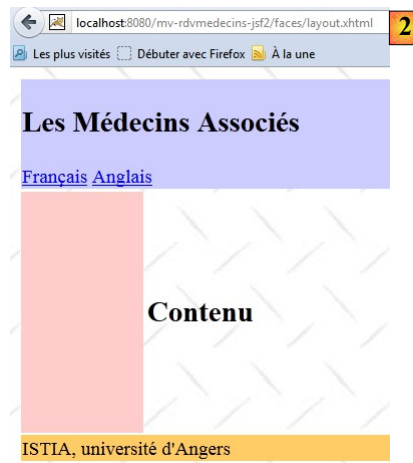 localhost:8080/mv-rdvmedecins-jsf2/faces/layout.xhtml
2
Les plus visités Débuter avec Firefox À la une
Les Médecins Associés
Français Anglais
Contenu
ISTIA, université d'Angers